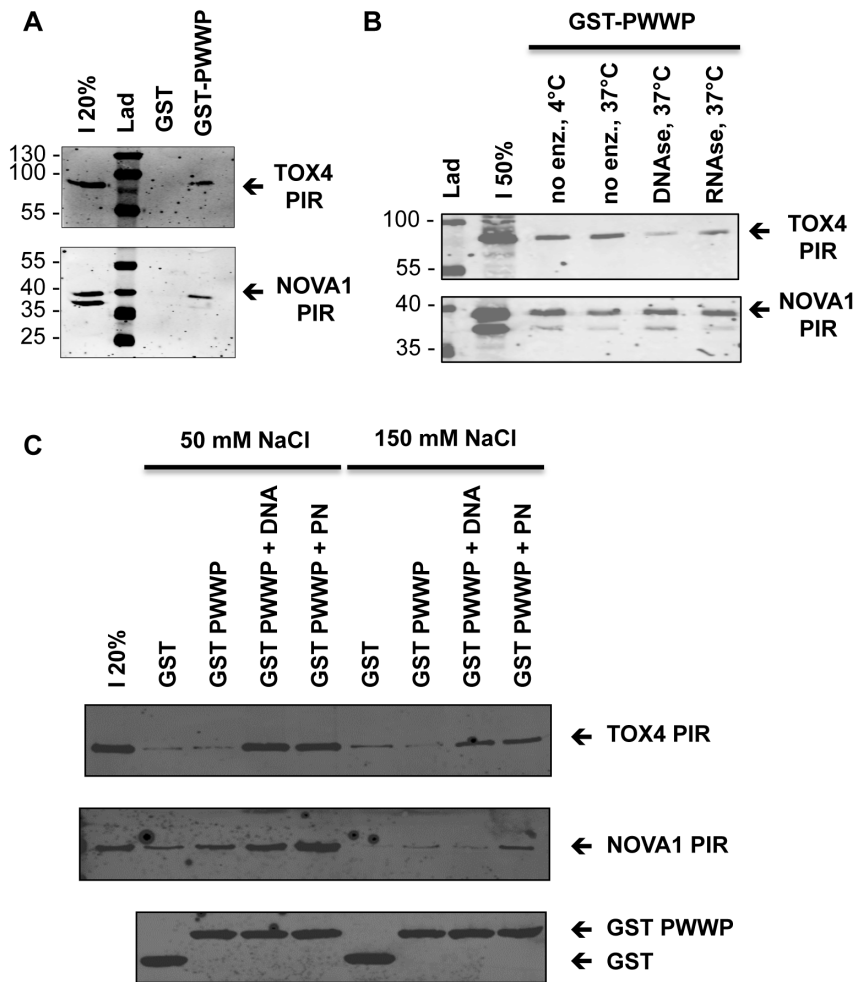 A
I 20%
Lad
GST
GST-PWWP
130 -
100 -
55 -
TOX4
PIR
55 -
40 -
35 -
25 -
NOVA1
PIR
B
GST-PWWP
Lad
I 50%
no enz., 4°C
no enz., 37°C
DNAse, 37°C
RNAse, 37°C
100 -
55 -
TOX4
PIR
40 -
35 -
NOVA1
PIR
C
50 mM NaCl
150 mM NaCl
I 20%
GST
GST PWWP
GST PWWP + DNA
GST PWWP + PN
GST
GST PWWP
GST PWWP + DNA
GST PWWP + PN
TOX4 PIR
NOVA1 PIR
GST PWWP
GST